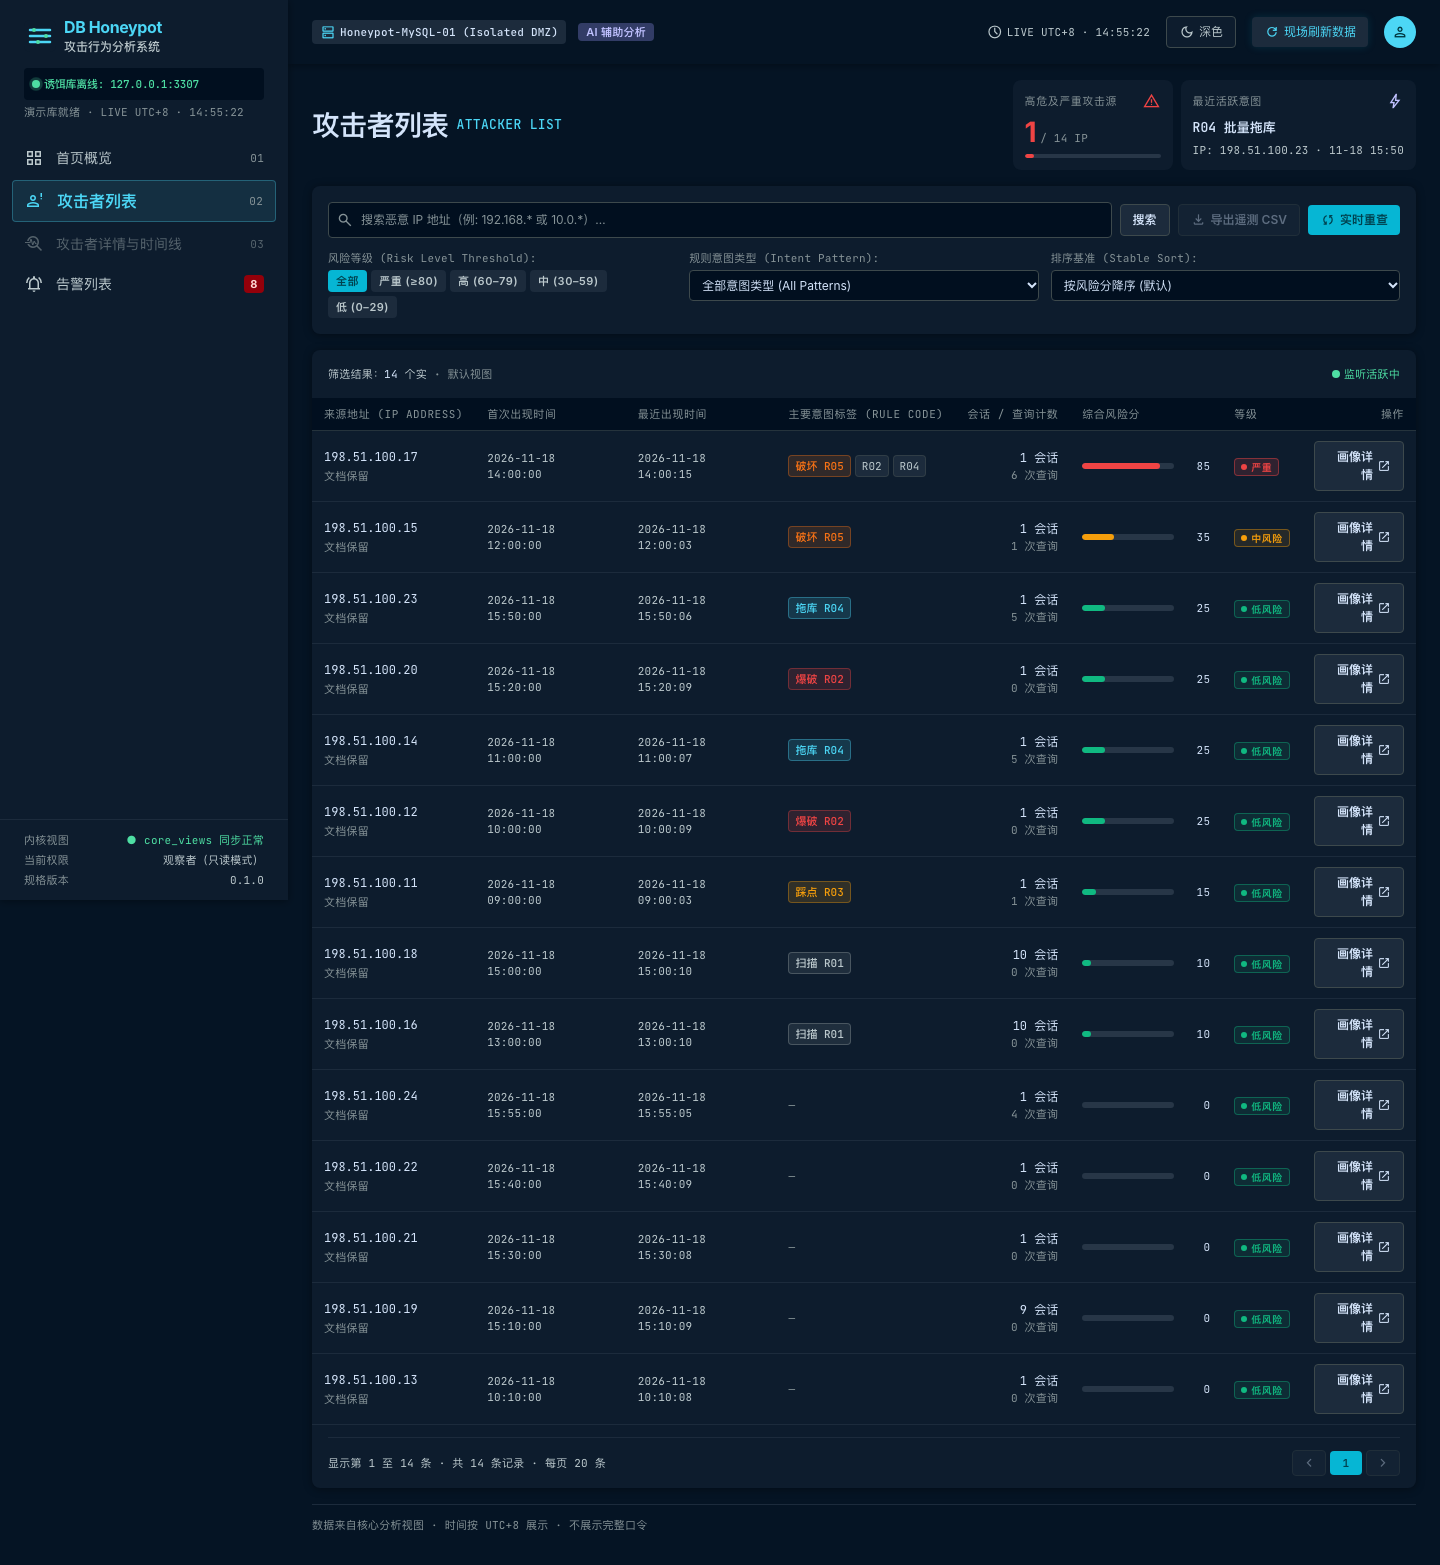 DB Honeypot
攻击行为分析系统
诱饵库离线: 127.0.0.1:3307
演示库就绪 · LIVE UTC+8 · 14:55:22
首页概览 01
攻击者列表 02
攻击者详情与时间线 03
告警列表 8
内核视图 core_views 同步正常
当前权限 观察者 (只读模式)
规格版本 0.1.0
Honeypot-MySQL-01 (Isolated DMZ) AI 辅助分析 LIVE UTC+8 · 14:55:22 深色 现场刷新数据
攻击者列表 ATTACKER LIST
高危及严重攻击源
1 / 14 IP
最近活跃意图
R04 批量拖库
IP: 198.51.100.23 · 11-18 15:50
搜索恶意 IP 地址 (例: 192.168.* 或 10.0.*) ... 搜索 导出遥测 CSV 实时重查
风险等级 (Risk Level Threshold):
全部 严重 (≥80) 高 (60–79) 中 (30–59)
低 (0–29)
规则意图类型 (Intent Pattern):
全部意图类型 (All Patterns)
排序基准 (Stable Sort):
按风险分降序 (默认)
筛选结果: 14 个实 · 默认视图 监听活跃中
来源地址 (IP ADDRESS) 首次出现时间 最近出现时间 主要意图标签 (RULE CODE) 会话 / 查询计数 综合风险分 等级 操作
198.51.100.17 文档保留 2026-11-18 14:00:00 2026-11-18 14:00:15 破坏 R05 R02 R04 1 会话 6 次查询 85 严重 画像详情
198.51.100.15 文档保留 2026-11-18 12:00:00 2026-11-18 12:00:03 破坏 R05 1 会话 1 次查询 35 中风险 画像详情
198.51.100.23 文档保留 2026-11-18 15:50:00 2026-11-18 15:50:06 拖库 R04 1 会话 5 次查询 25 低风险 画像详情
198.51.100.20 文档保留 2026-11-18 15:20:00 2026-11-18 15:20:09 爆破 R02 1 会话 0 次查询 25 低风险 画像详情
198.51.100.14 文档保留 2026-11-18 11:00:00 2026-11-18 11:00:07 拖库 R04 1 会话 5 次查询 25 低风险 画像详情
198.51.100.12 文档保留 2026-11-18 10:00:00 2026-11-18 10:00:09 爆破 R02 1 会话 0 次查询 25 低风险 画像详情
198.51.100.11 文档保留 2026-11-18 09:00:00 2026-11-18 09:00:03 踩点 R03 1 会话 1 次查询 15 低风险 画像详情
198.51.100.18 文档保留 2026-11-18 15:00:00 2026-11-18 15:00:10 扫描 R01 10 会话 0 次查询 10 低风险 画像详情
198.51.100.16 文档保留 2026-11-18 13:00:00 2026-11-18 13:00:10 扫描 R01 10 会话 0 次查询 10 低风险 画像详情
198.51.100.24 文档保留 2026-11-18 15:55:00 2026-11-18 15:55:05 — 1 会话 4 次查询 0 低风险 画像详情
198.51.100.22 文档保留 2026-11-18 15:40:00 2026-11-18 15:40:09 — 1 会话 0 次查询 0 低风险 画像详情
198.51.100.21 文档保留 2026-11-18 15:30:00 2026-11-18 15:30:08 — 1 会话 0 次查询 0 低风险 画像详情
198.51.100.19 文档保留 2026-11-18 15:10:00 2026-11-18 15:10:09 — 9 会话 0 次查询 0 低风险 画像详情
198.51.100.13 文档保留 2026-11-18 10:10:00 2026-11-18 10:10:08 — 1 会话 0 次查询 0 低风险 画像详情
显示第 1 至 14 条 · 共 14 条记录 · 每页 20 条 1
数据来自核心分析视图 · 时间按 UTC+8 展示 · 不展示完整口令